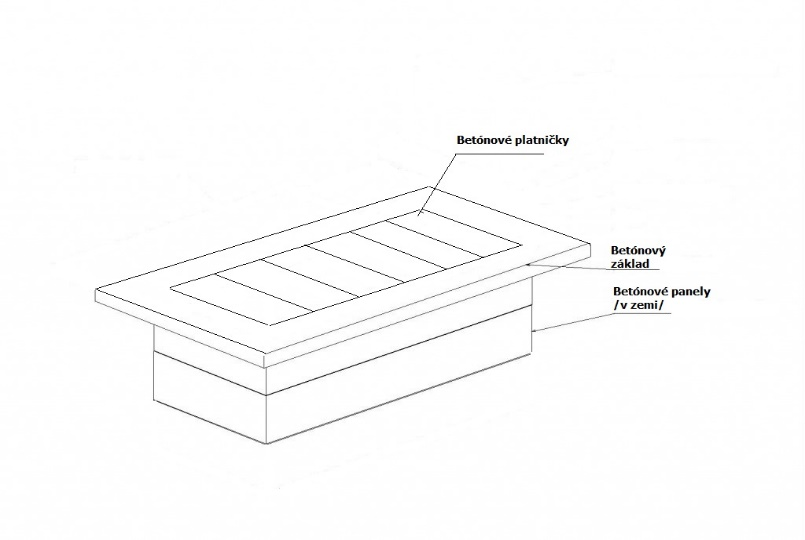 Betónové platničky
Betónový
základ
Betónové panely
/v zemi/